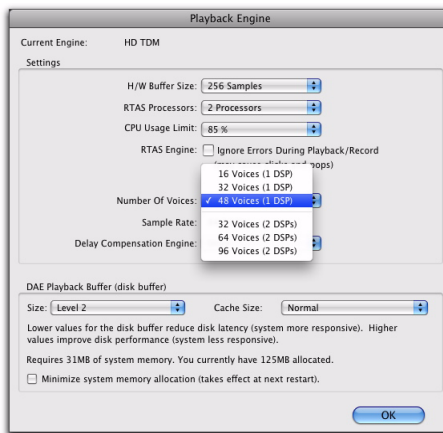 Playback Engine
Current Engine: HD TDM
Settings
H/W Buffer Size: 256 Samples
RTAS Processors: 2 Processors
CPU Usage Limit: 85 %
RTAS Engine: Ignore Errors During Playback/Record
(may cause clicks and pops)
16 Voices (1 DSP)
32 Voices (1 DSP)
Number Of Voices: ✓ 48 Voices (1 DSP)
Sample Rate:
32 Voices (2 DSPs)
Delay Compensation Engine:
64 Voices (2 DSPs)
96 Voices (2 DSPs)
DAE Playback Buffer (disk buffer)
Size: Level 2 Cache Size: Normal
Lower values for the disk buffer reduce disk latency (system more responsive). Higher
values improve disk performance (system less responsive).
Requires 31MB of system memory. You currently have 125MB allocated.
Minimize system memory allocation (takes effect at next restart).
OK